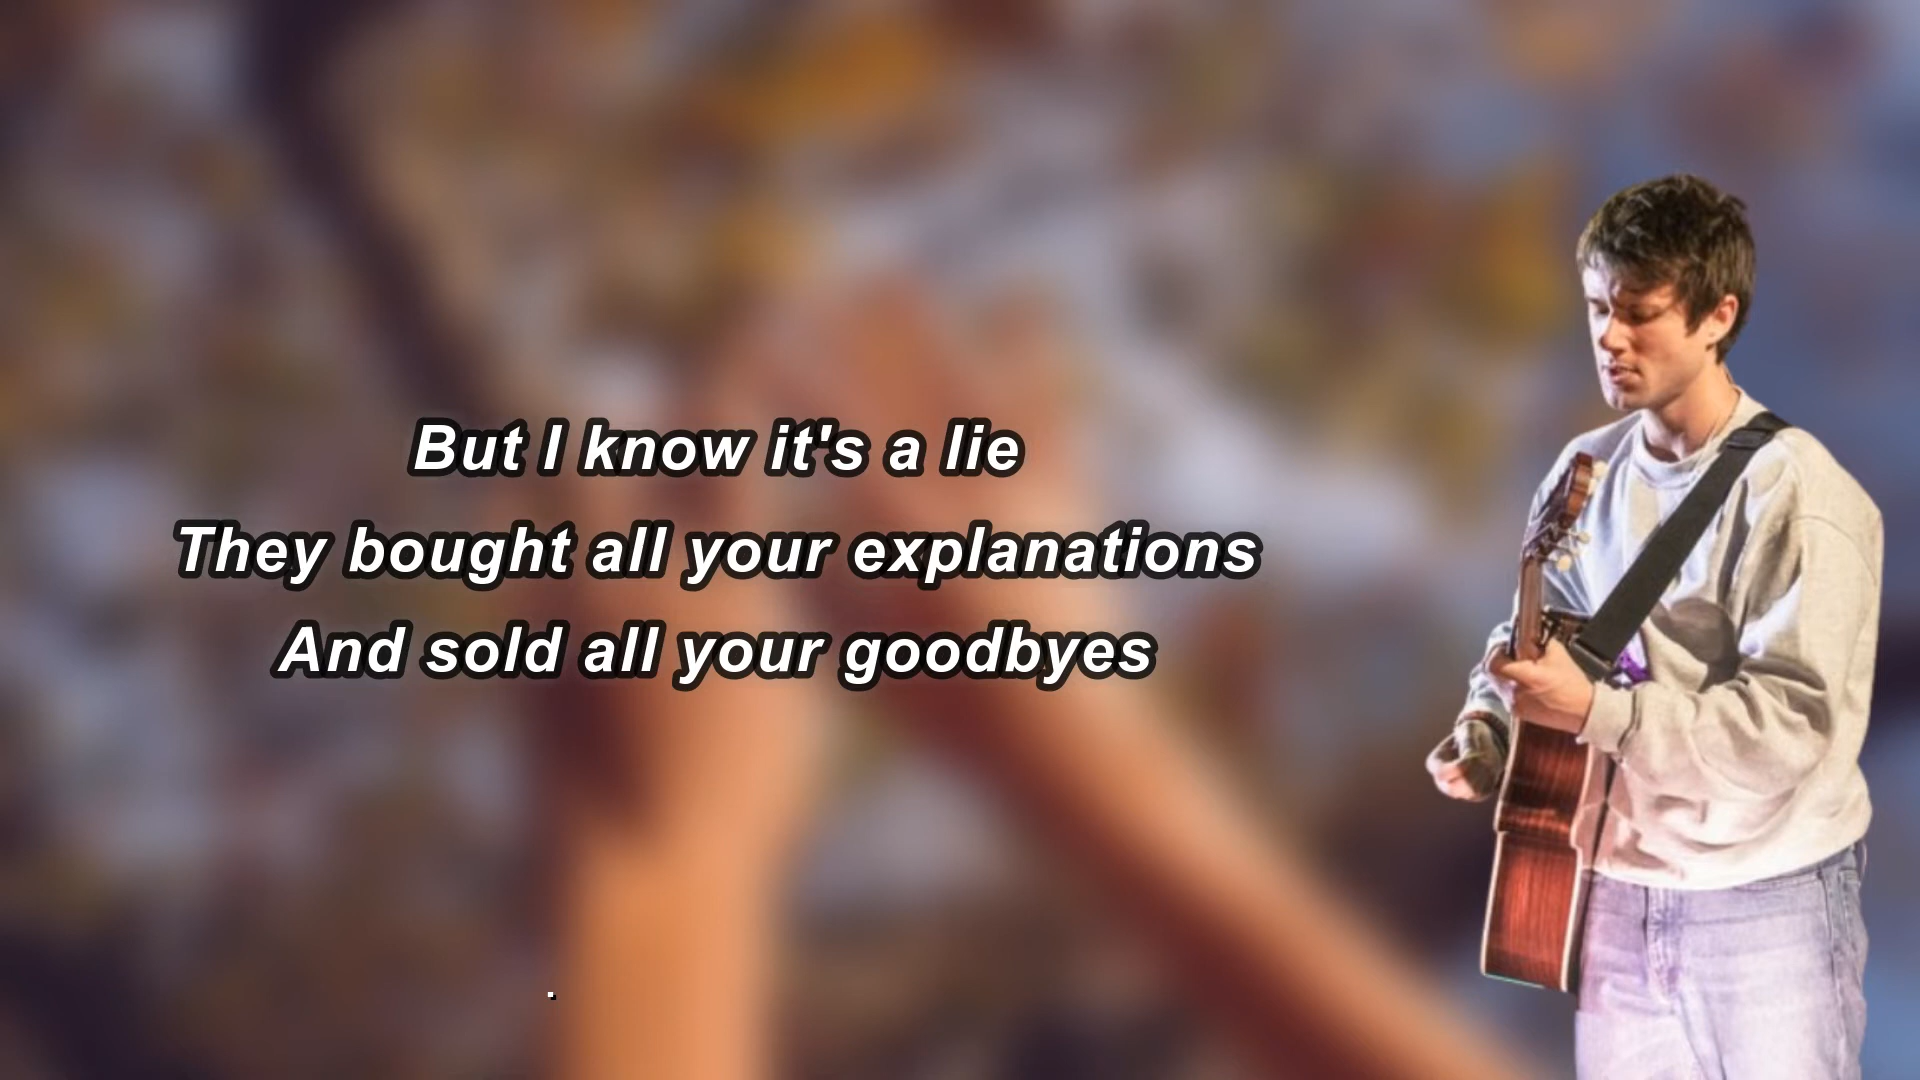 But I know it's a lie
They bought all your explanations
And sold all your goodbyes
.